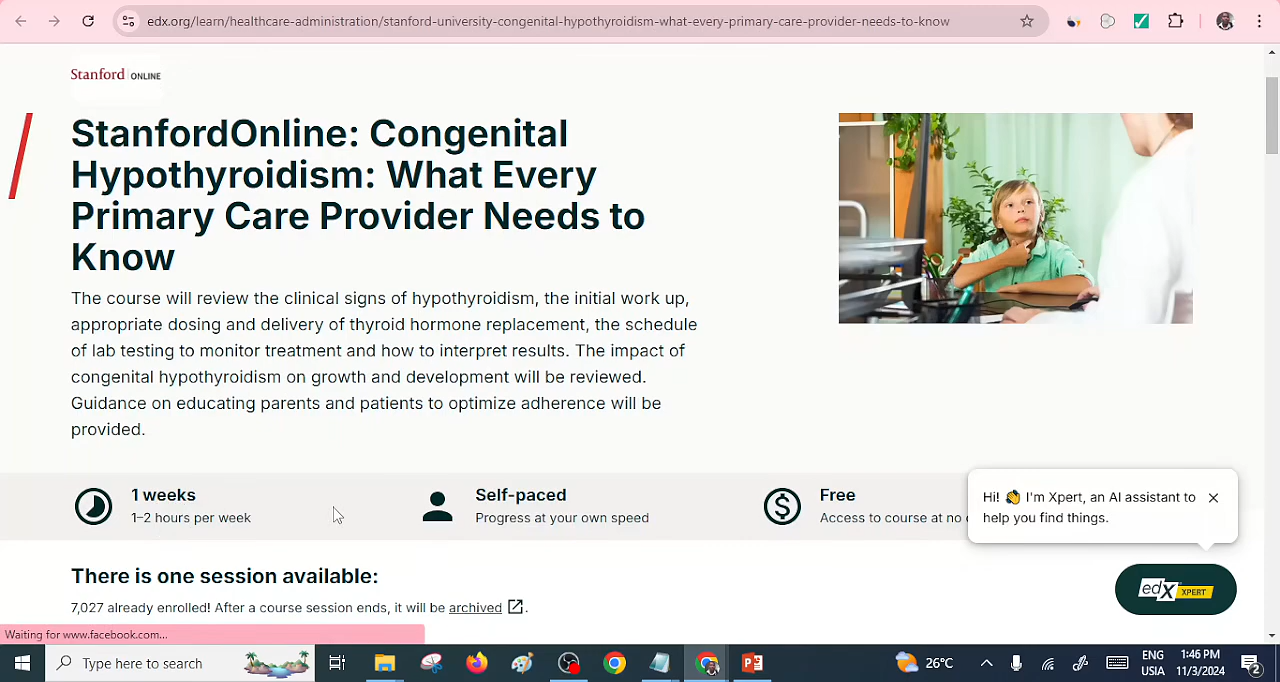 edx.org/learn/healthcare-administration/stanford-university-congenital-hypothyroidism-what-every-primary-care-provider-needs-to-know
Stanford ONLINE
StanfordOnline: Congenital
Hypothyroidism: What Every
Primary Care Provider Needs to
Know
The course will review the clinical signs of hypothyroidism, the initial work up,
appropriate dosing and delivery of thyroid hormone replacement, the schedule
of lab testing to monitor treatment and how to interpret results. The impact of
congenital hypothyroidism on growth and development will be reviewed.
Guidance on educating parents and patients to optimize adherence will be
provided.
1 weeks
1–2 hours per week
Self-paced
Progress at your own speed
Free
Access to course at no
Hi! 👋 I'm Xpert, an AI assistant to
help you find things.
There is one session available:
7,027 already enrolled! After a course session ends, it will be archived.
edX XPERT
Waiting for www.facebook.com...
Type here to search
26°C
ENG
USIA
1:46 PM
11/3/2024
2